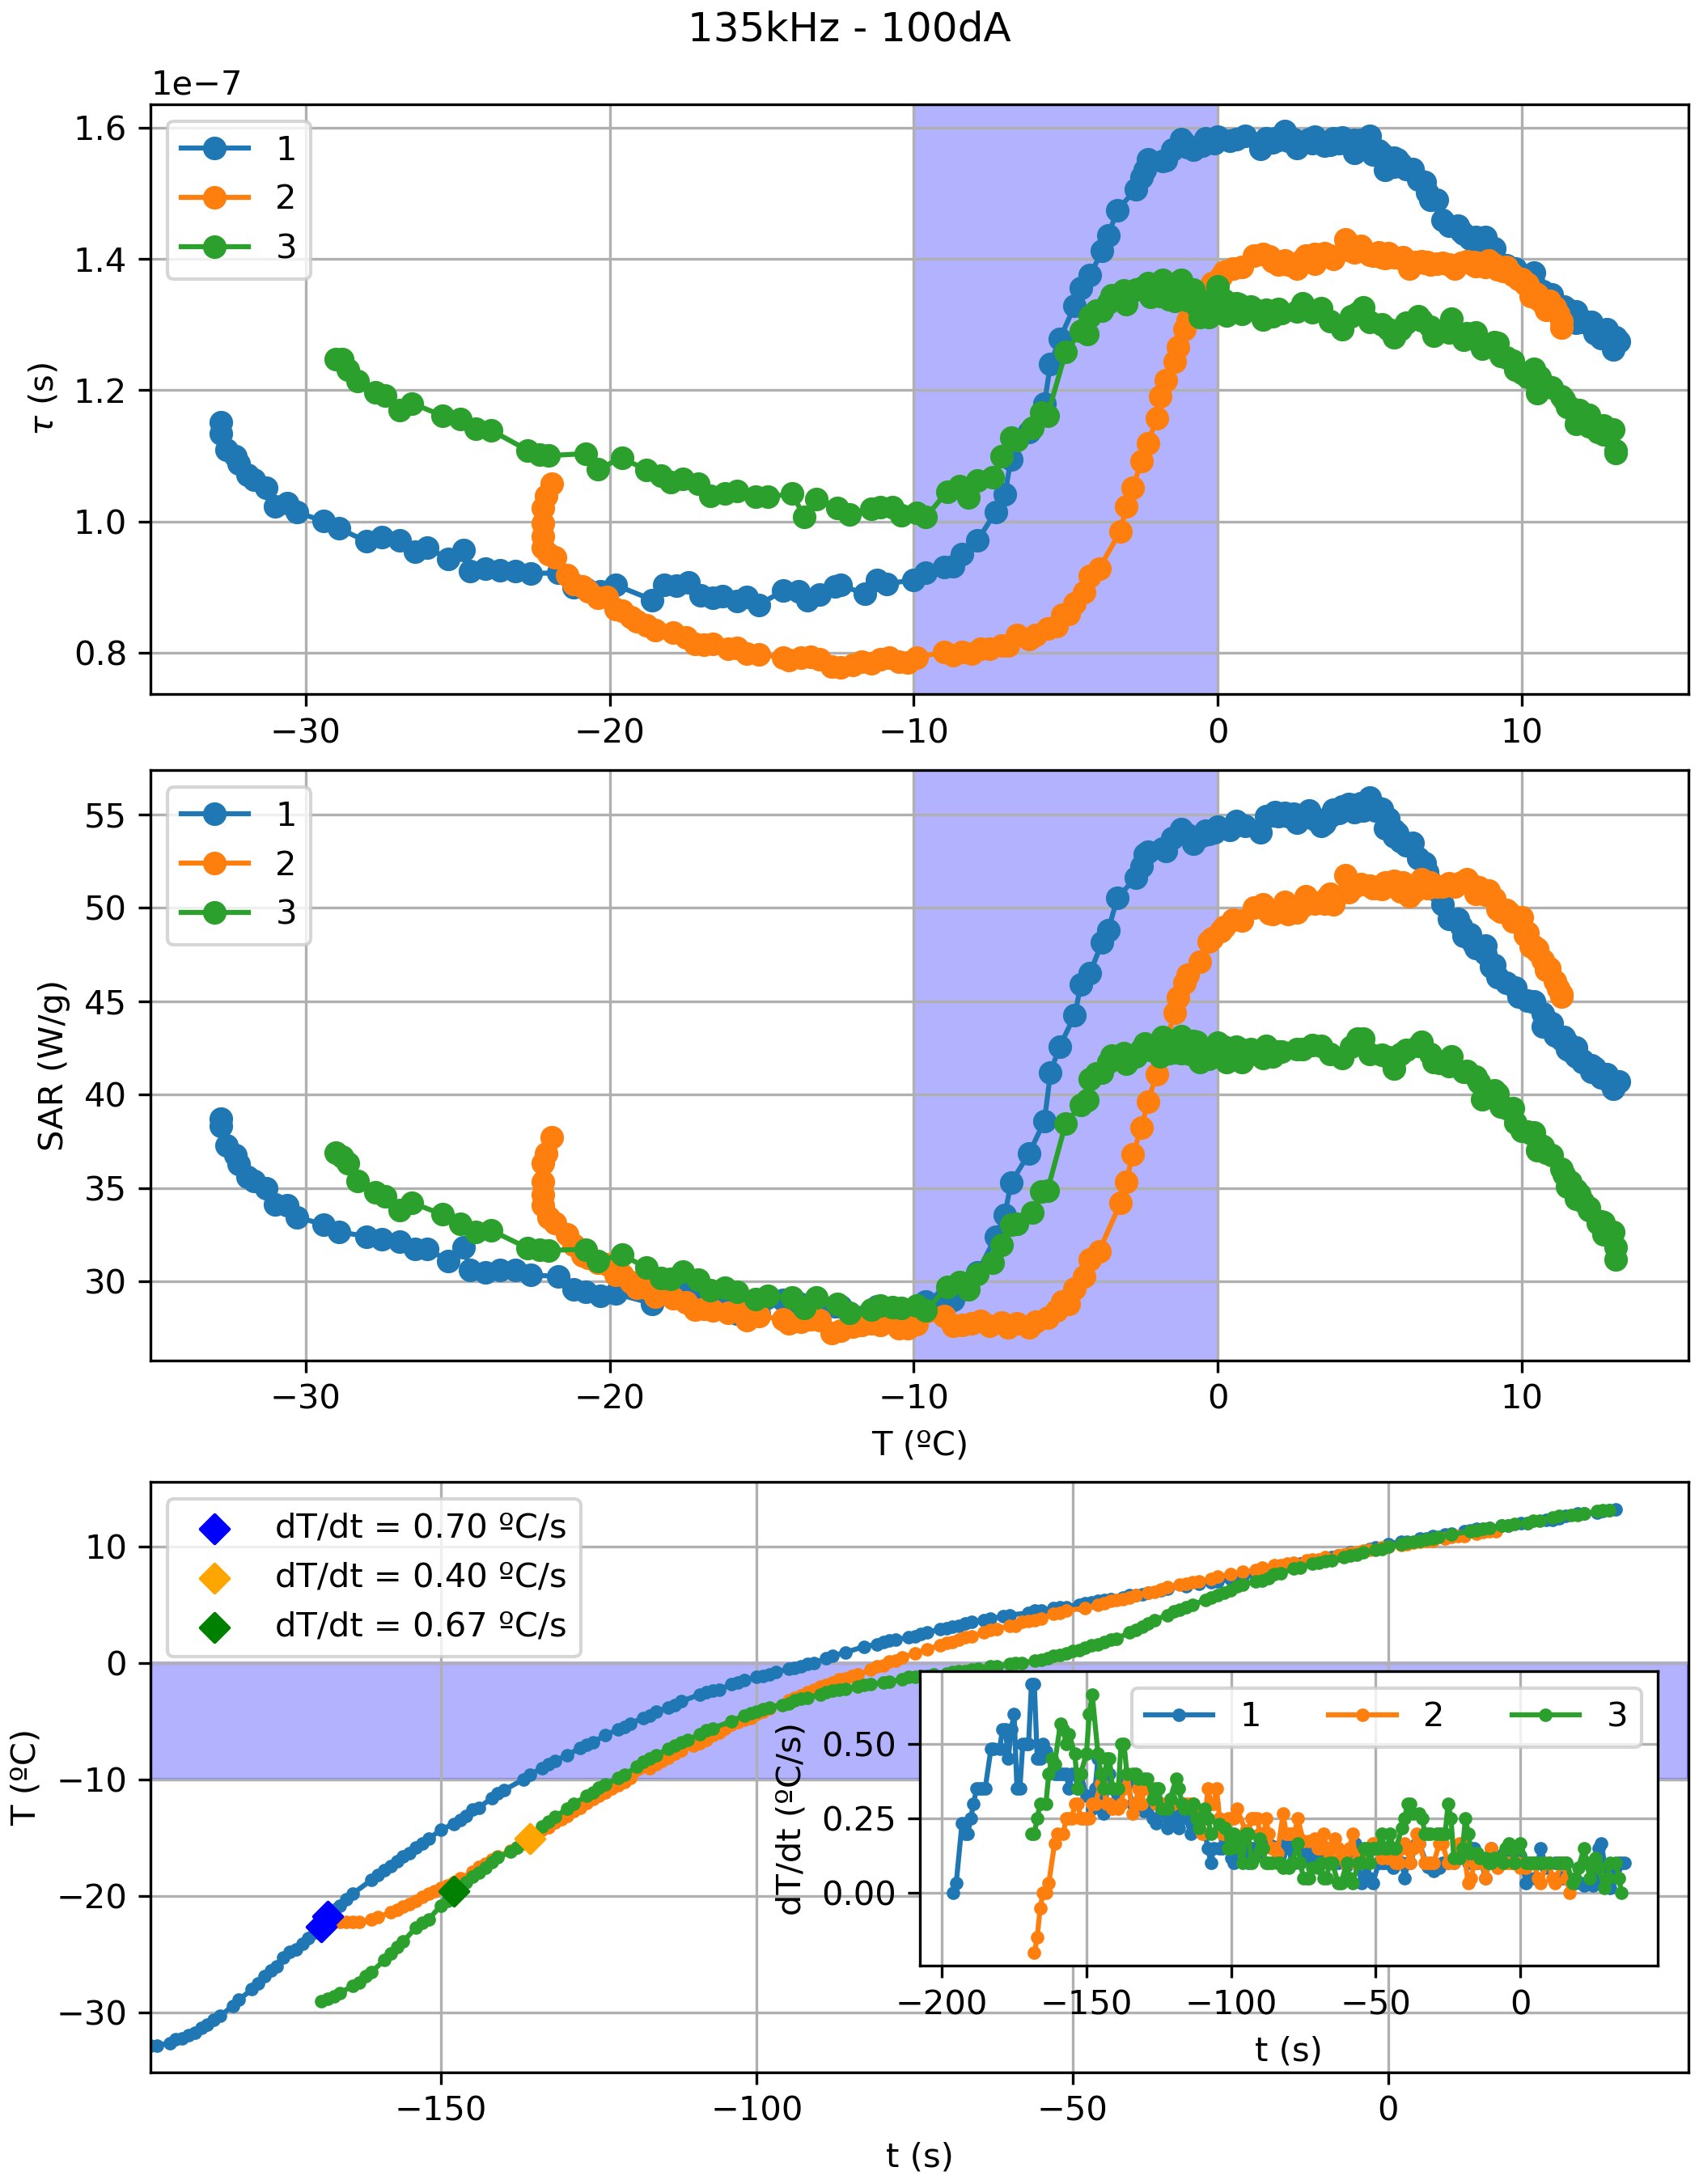 135kHz - 100dA
1e−7
1.6
1.4
1.2
1.0
0.8
τ (s)
1
2
3
−30 −20 −10 0 10
55
50
45
40
35
30
SAR (W/g)
1
2
3
−30 −20 −10 0 10
T (ºC)
10
0
−10
−20
−30
T (ºC)
dT/dt = 0.70 ºC/s
dT/dt = 0.40 ºC/s
dT/dt = 0.67 ºC/s
1 2 3
0.50
0.25
0.00
dT/dt (ºC/s)
−200 −150 −100 −50 0
t (s)
−150 −100 −50 0
t (s)